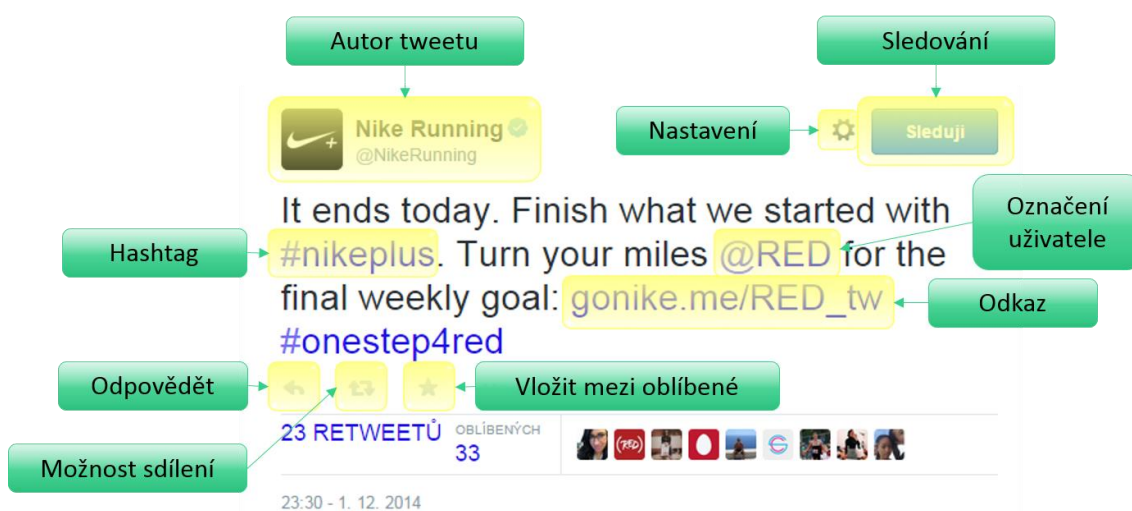 Autor tweetu
Sledování
Nike Running
@NikeRunning
Nastavení
Sleduji
It ends today. Finish what we started with
#nikeplus. Turn your miles @RED for the
final weekly goal: gonike.me/RED_tw
#onestep4red
Hashtag
Označení
uživatele
Odkaz
Odpovědět
Vložit mezi oblíbené
Možnost sdílení
23 RETWEETŮ
OBLÍBENÝCH
33
(RED)
23:30 - 1. 12. 2014